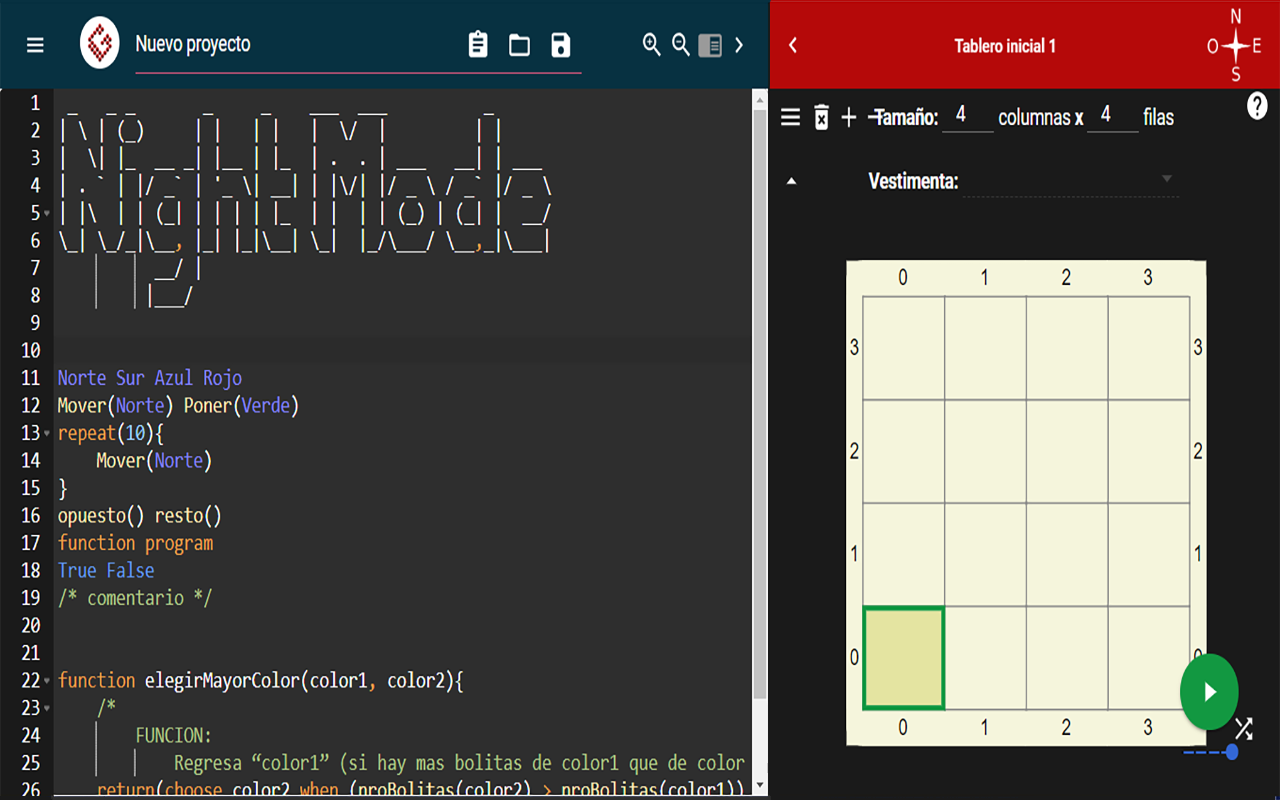 Nuevo proyecto
Tablero inicial 1
N
O E
S
Tamaño: 4 columnas x 4 filas
?
Vestimenta:
1
2
3
4
5
6
7
8
Night Mode
9
10
11 Norte Sur Azul Rojo
12 Mover(Norte) Poner(Verde)
13 repeat(10){
14 Mover(Norte)
15 }
16 opuesto() resto()
17 function program
18 True False
19 /* comentario */
20
21
22 function elegirMayorColor(color1, color2){
23 /*
24 FUNCION:
25 Regresa “color1” (si hay mas bolitas de color1 que de color
26 return(choose color2 when (nroBolitas(color2) > nroBolitas(color1))
0 1 2 3
3 3
2 2
1 1
0 0
0 1 2 3